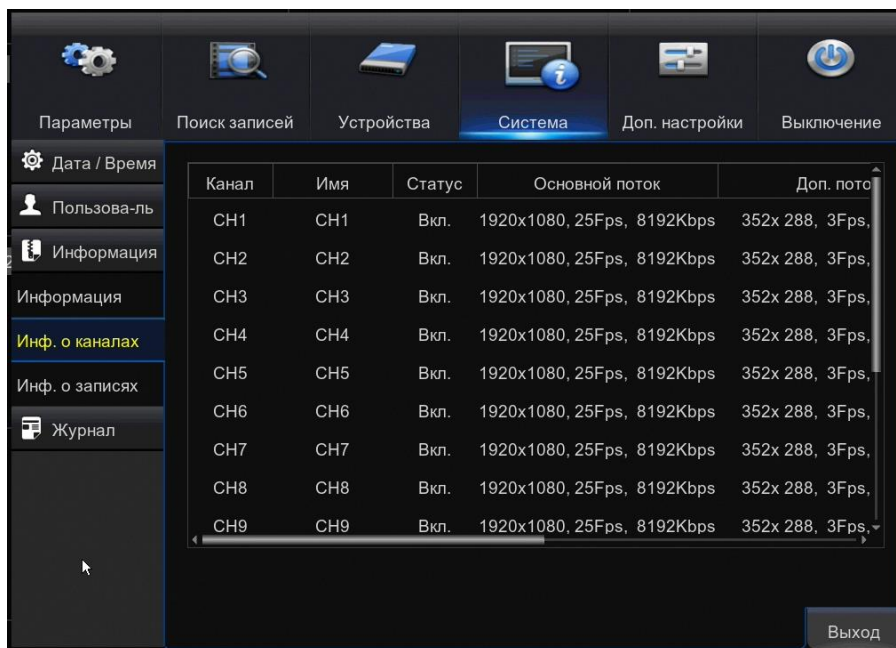 Параметры Поиск записей Устройства Система Доп. настройки Выключение
Дата / Время
Пользова-ль
Информация
Информация
Инф. о каналах
Инф. о записях
Журнал
Канал Имя Статус Основной поток Доп. пото
CH1 CH1 Вкл. 1920x1080, 25Fps, 8192Kbps 352x 288, 3Fps,
CH2 CH2 Вкл. 1920x1080, 25Fps, 8192Kbps 352x 288, 3Fps,
CH3 CH3 Вкл. 1920x1080, 25Fps, 8192Kbps 352x 288, 3Fps,
CH4 CH4 Вкл. 1920x1080, 25Fps, 8192Kbps 352x 288, 3Fps,
CH5 CH5 Вкл. 1920x1080, 25Fps, 8192Kbps 352x 288, 3Fps,
CH6 CH6 Вкл. 1920x1080, 25Fps, 8192Kbps 352x 288, 3Fps,
CH7 CH7 Вкл. 1920x1080, 25Fps, 8192Kbps 352x 288, 3Fps,
CH8 CH8 Вкл. 1920x1080, 25Fps, 8192Kbps 352x 288, 3Fps,
CH9 CH9 Вкл. 1920x1080, 25Fps, 8192Kbps 352x 288, 3Fps,
Выход